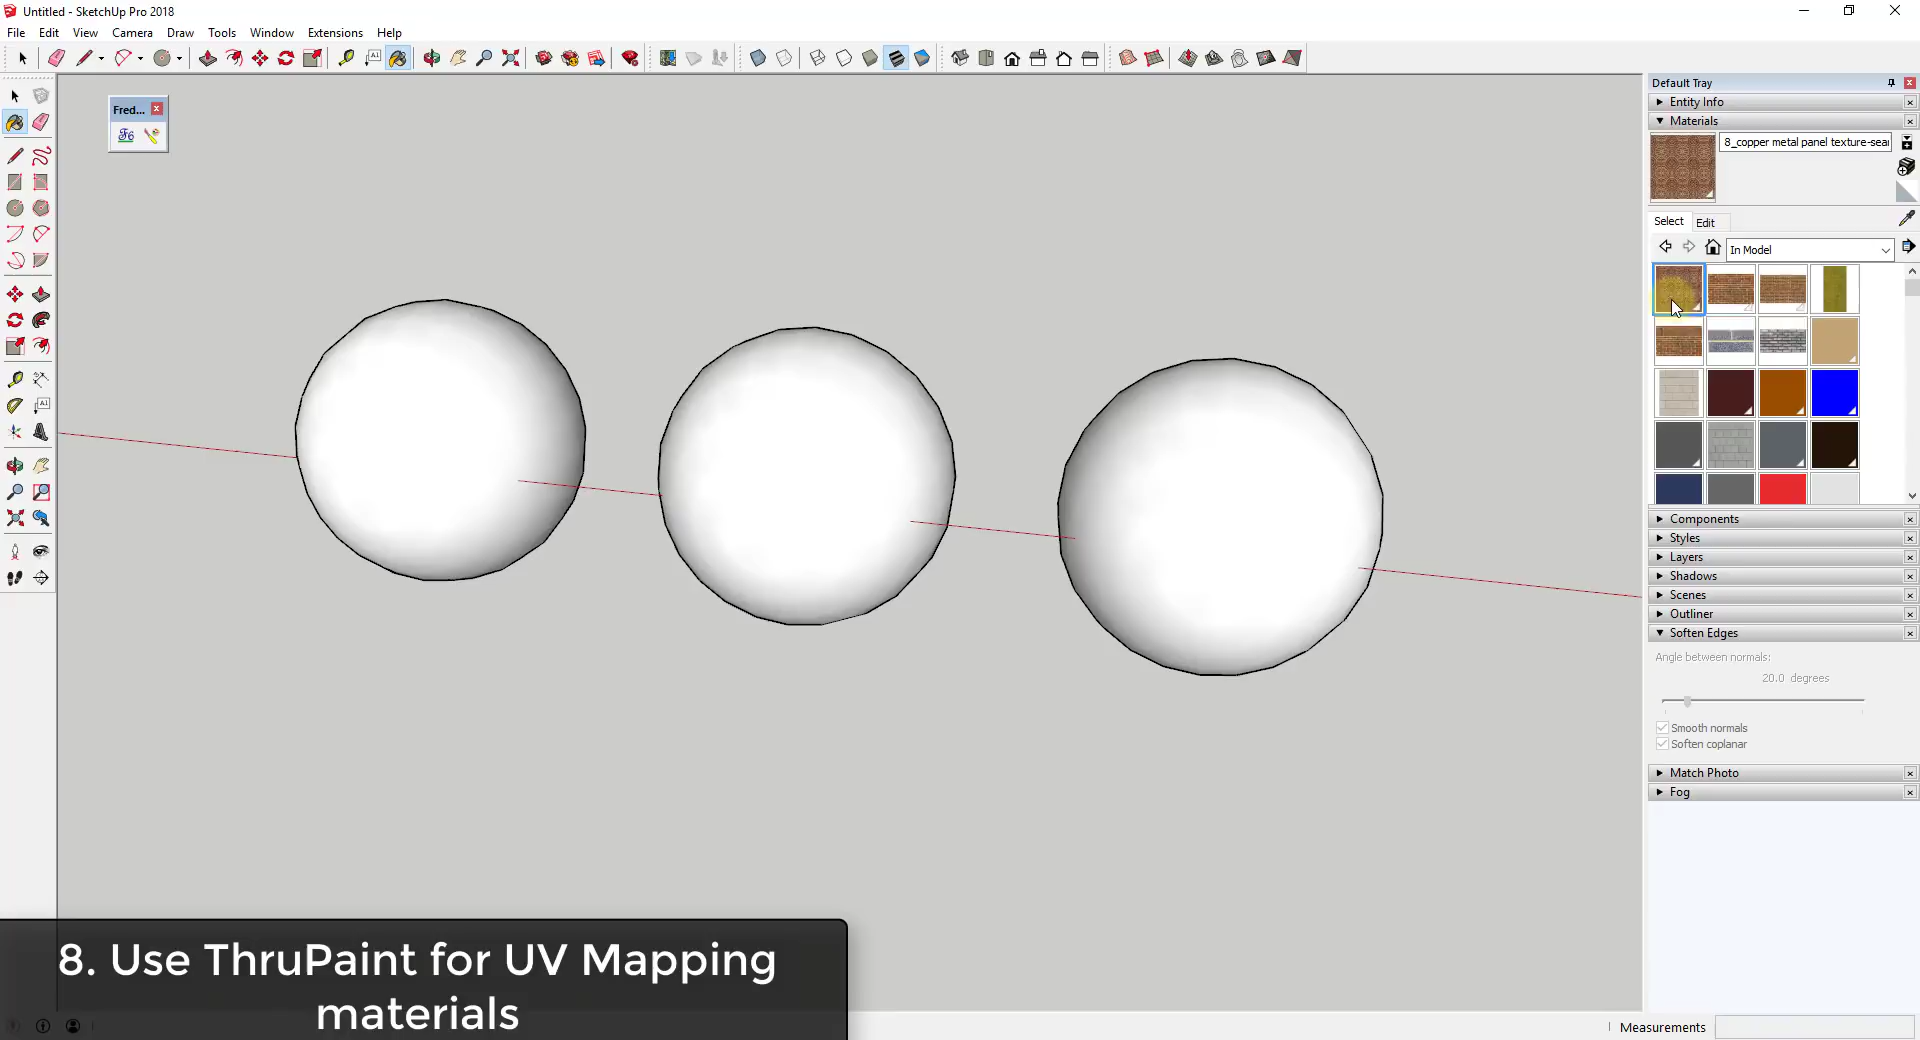 Untitled - SketchUp Pro 2018
File Edit View Camera Draw Tools Window Extensions Help
Default Tray
Fred...
Entity Info
Materials
8_copper metal panel texture-sear
Select Edit
In Model
Components
Styles
Layers
Shadows
Scenes
Outliner
Soften Edges
Angle between normals:
20.0 degrees
Smooth normals
Soften coplanar
Match Photo
Fog
8. Use ThruPaint for UV Mapping
materials
Measurements